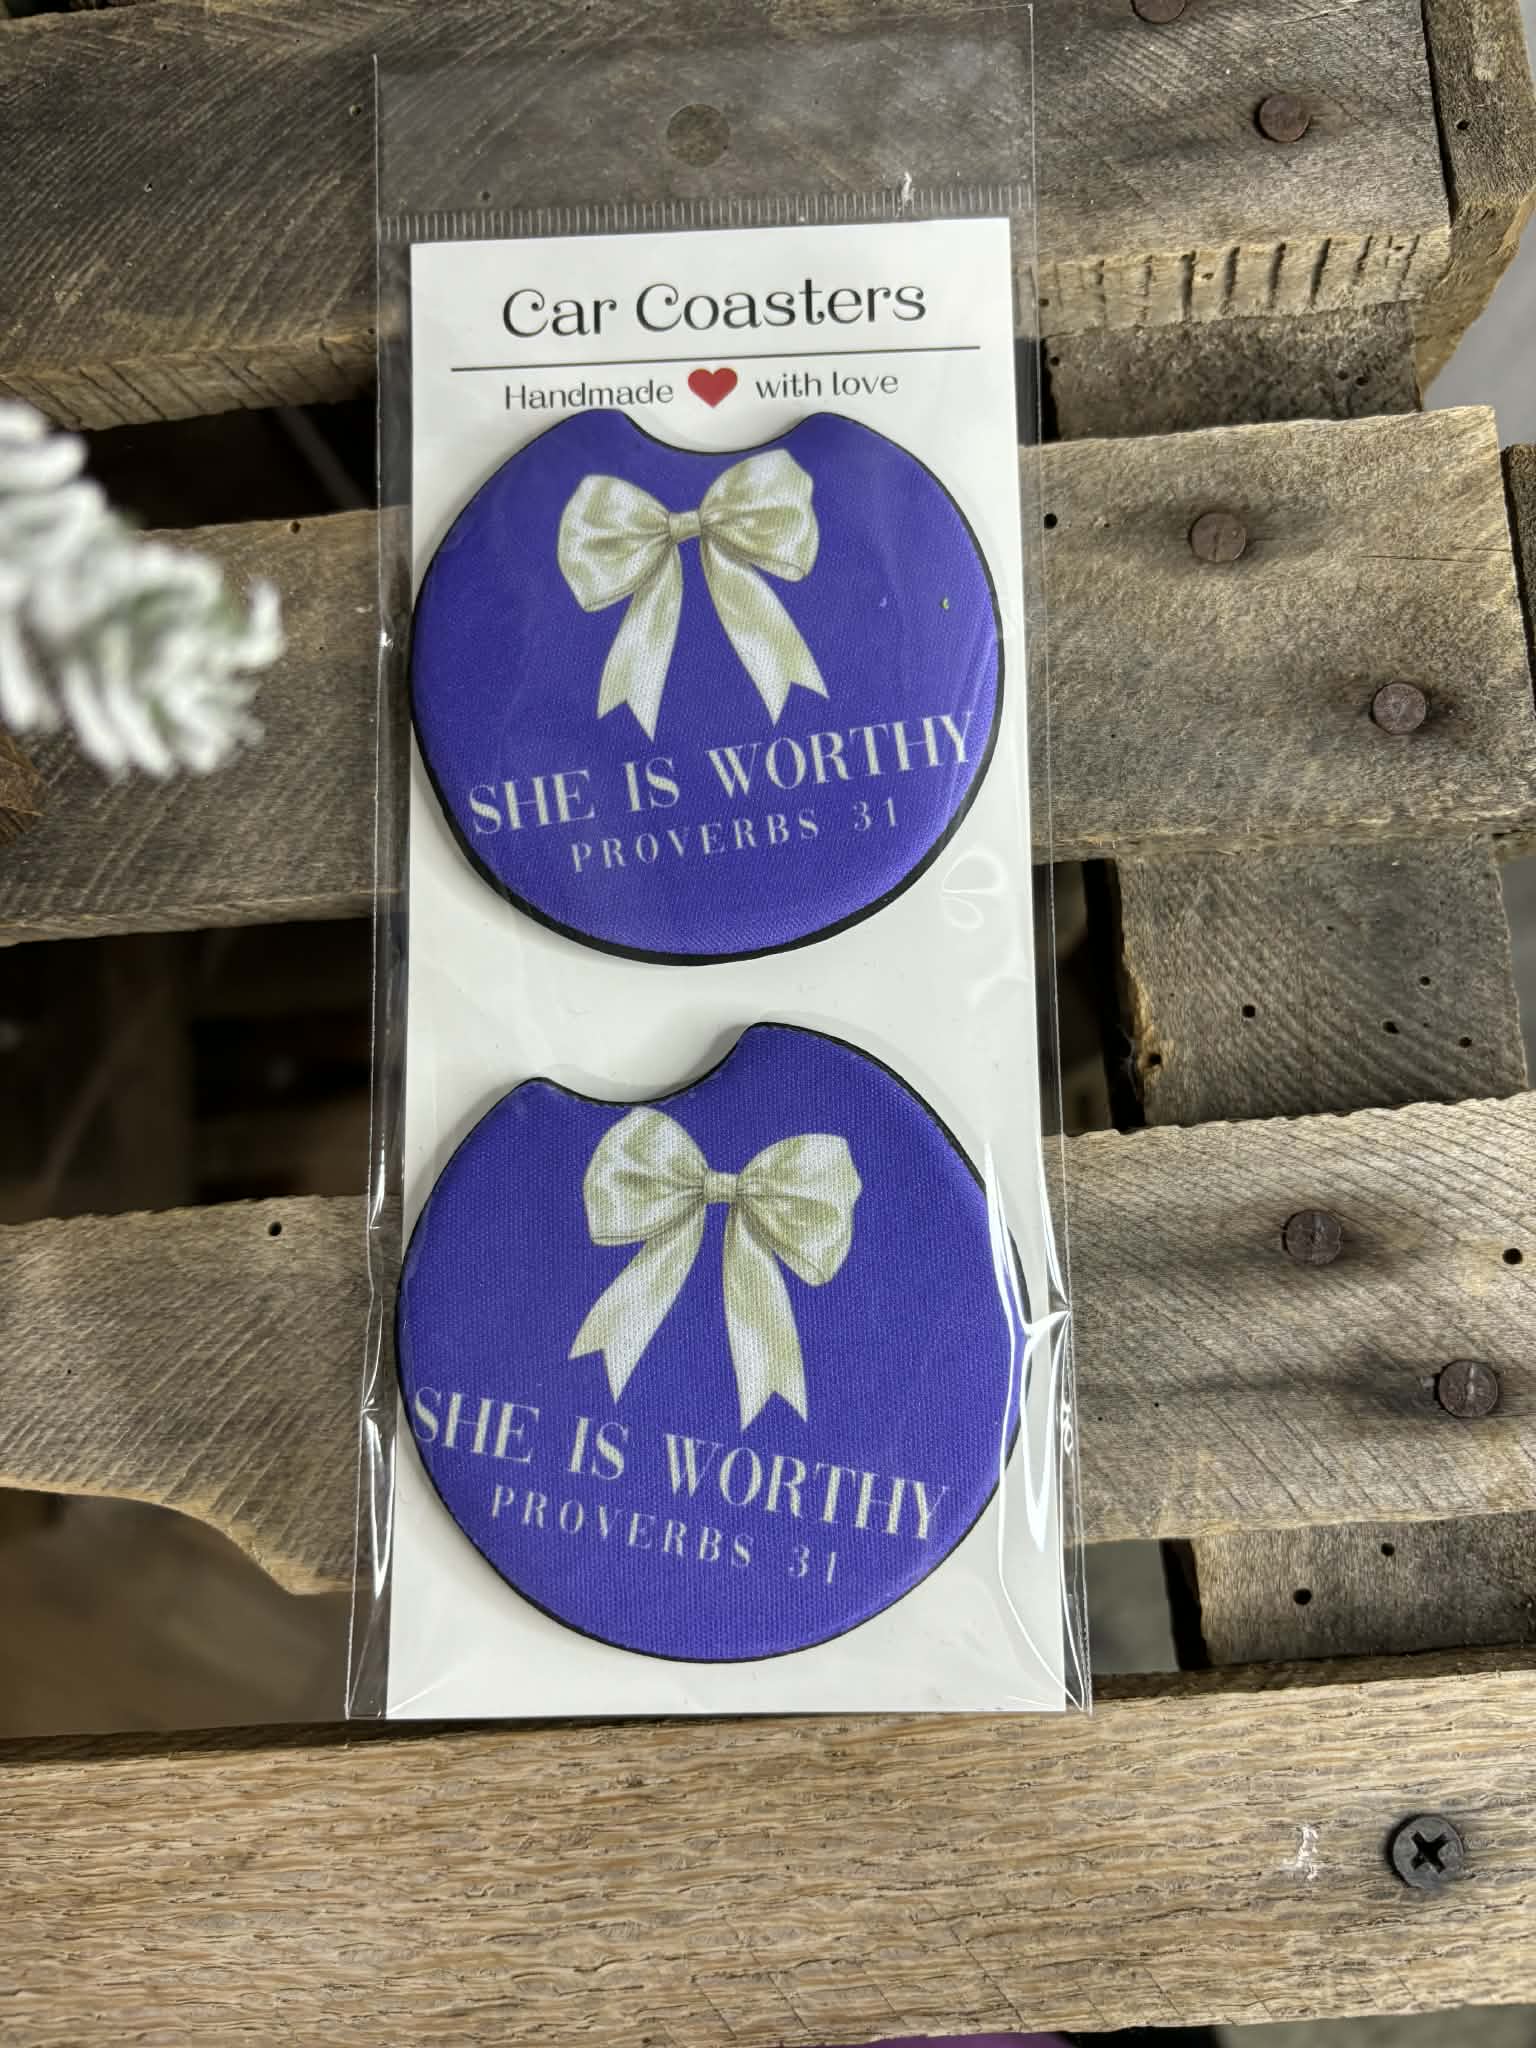 Car Coasters
Handmade with love
SHE IS WORTHY
PROVERBS 31
SHE IS WORTHY
PROVERBS 31